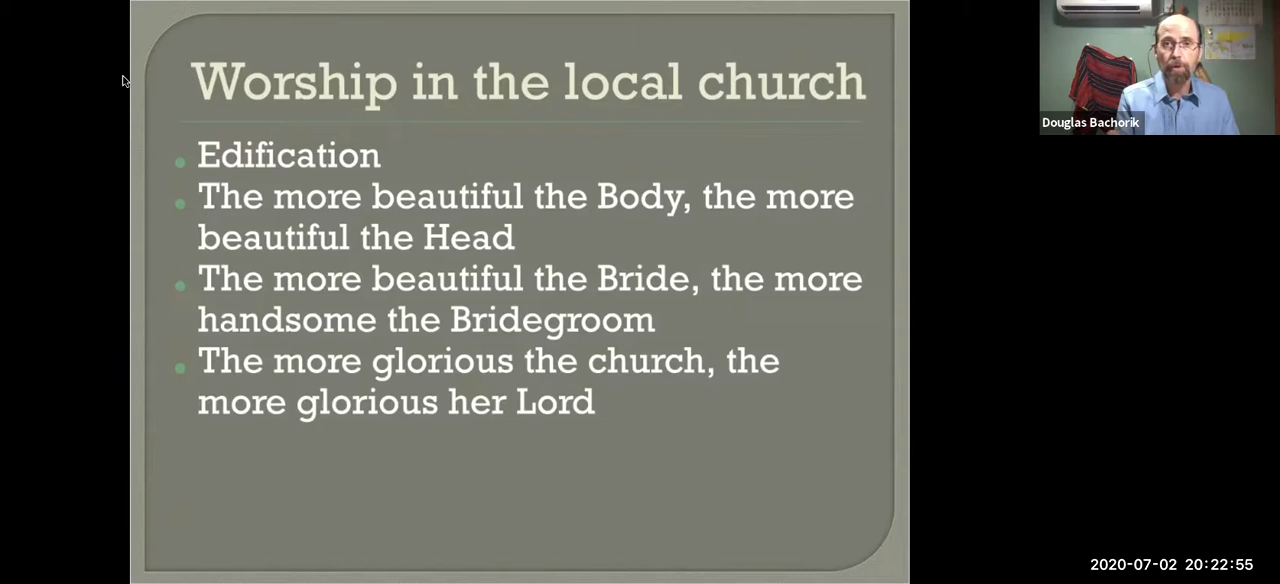 Worship in the local church
Edification
The more beautiful the Body, the more
beautiful the Head
The more beautiful the Bride, the more
handsome the Bridegroom
The more glorious the church, the
more glorious her Lord
Douglas Bachorik
2020-07-02 20:22:55